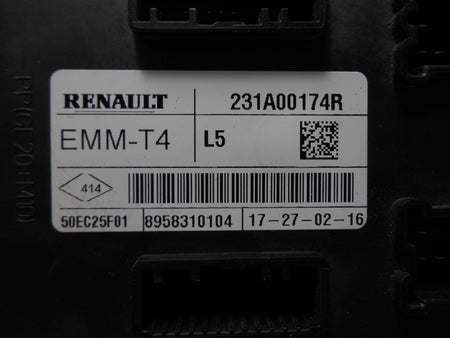 RENAULT 231A00174R
EMM-T4 L5
414
50EC25F01 8958310104 17-27-02-16